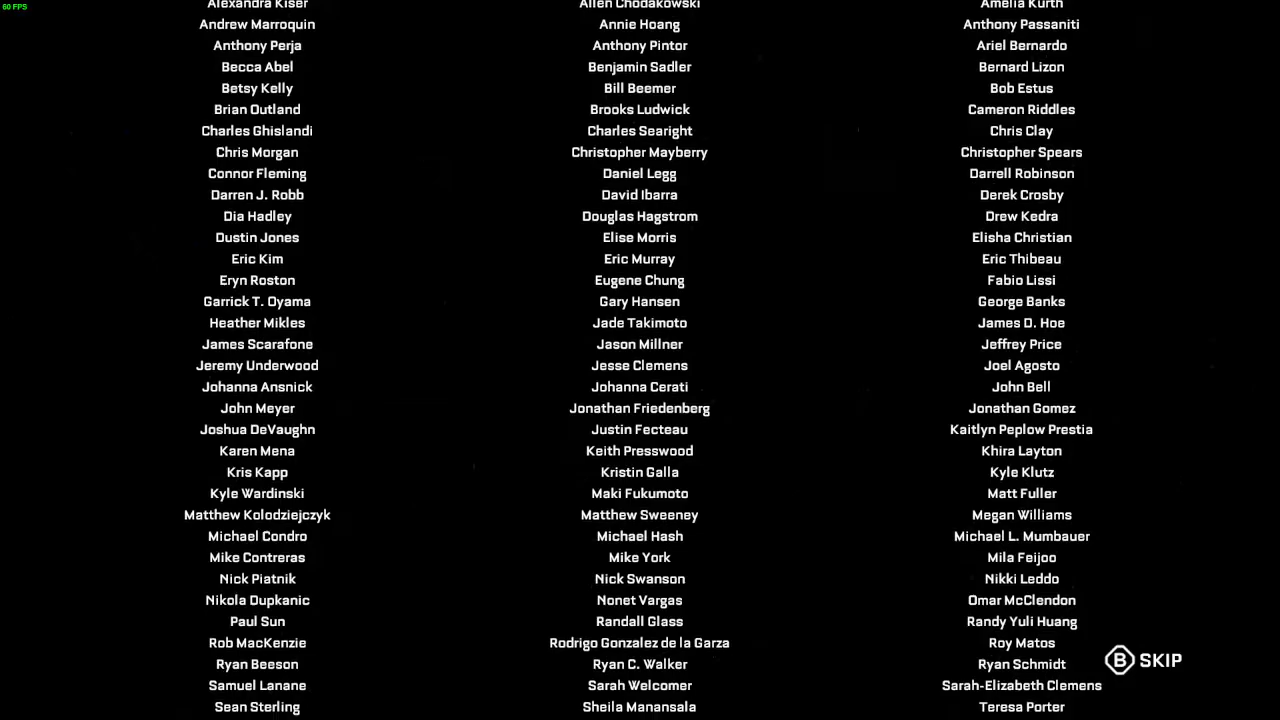 60 FPS
Alexandra Kiser Allen Chodakowski Amelia Kurth
Andrew Marroquin Annie Hoang Anthony Passaniti
Anthony Perja Anthony Pintor Ariel Bernardo
Becca Abel Benjamin Sadler Bernard Lizon
Betsy Kelly Bill Beemer Bob Estus
Brian Outland Brooks Ludwick Cameron Riddles
Charles Ghislandi Charles Searight Chris Clay
Chris Morgan Christopher Mayberry Christopher Spears
Connor Fleming Daniel Legg Darrell Robinson
Darren J. Robb David Ibarra Derek Crosby
Dia Hadley Douglas Hagstrom Drew Kedra
Dustin Jones Elise Morris Elisha Christian
Eric Kim Eric Murray Eric Thibeau
Eryn Roston Eugene Chung Fabio Lissi
Garrick T. Oyama Gary Hansen George Banks
Heather Mikles Jade Takimoto James D. Hoe
James Scarafone Jason Millner Jeffrey Price
Jeremy Underwood Jesse Clemens Joel Agosto
Johanna Ansnick Johanna Cerati John Bell
John Meyer Jonathan Friedenberg Jonathan Gomez
Joshua DeVaughn Justin Fecteau Kaitlyn Peplow Prestia
Karen Mena Keith Presswood Khira Layton
Kris Kapp Kristin Galla Kyle Klutz
Kyle Wardinski Maki Fukumoto Matt Fuller
Matthew Kolodziejczyk Matthew Sweeney Megan Williams
Michael Condro Michael Hash Michael L. Mumbauer
Mike Contreras Mike York Mila Feijoo
Nick Piatnik Nick Swanson Nikki Leddo
Nikola Dupkanic Nonet Vargas Omar McClendon
Paul Sun Randall Glass Randy Yuli Huang
Rob MacKenzie Rodrigo Gonzalez de la Garza Roy Matos
Ryan Beeson Ryan C. Walker Ryan Schmidt
B SKIP
Samuel Lanane Sarah Welcomer Sarah-Elizabeth Clemens
Sean Sterling Sheila Manansala Teresa Porter